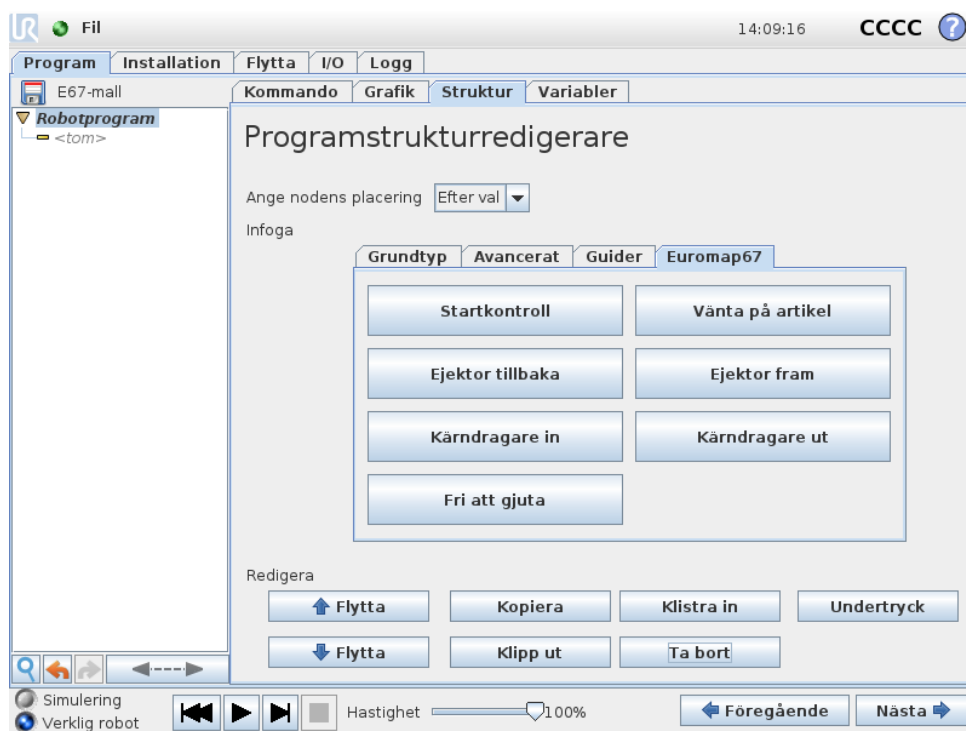 UR Fil 14:09:16 CCCC ?
Program Installation Flytta I/O Logg
E67-mall
Kommando Grafik Struktur Variabler
Robotprogram
<tom>
Programstrukturredigerare
Ange nodens placering Efter val
Infoga
Grundtyp Avancerat Guider Euromap67
Startkontroll Vänta på artikel
Ejektor tillbaka Ejektor fram
Kärndragare in Kärndragare ut
Fri att gjuta
Redigera
Flytta Kopiera Klistra in Undertryck
Flytta Klipp ut Ta bort
Simulering
Verklig robot
Hastighet 100% Föregående Nästa